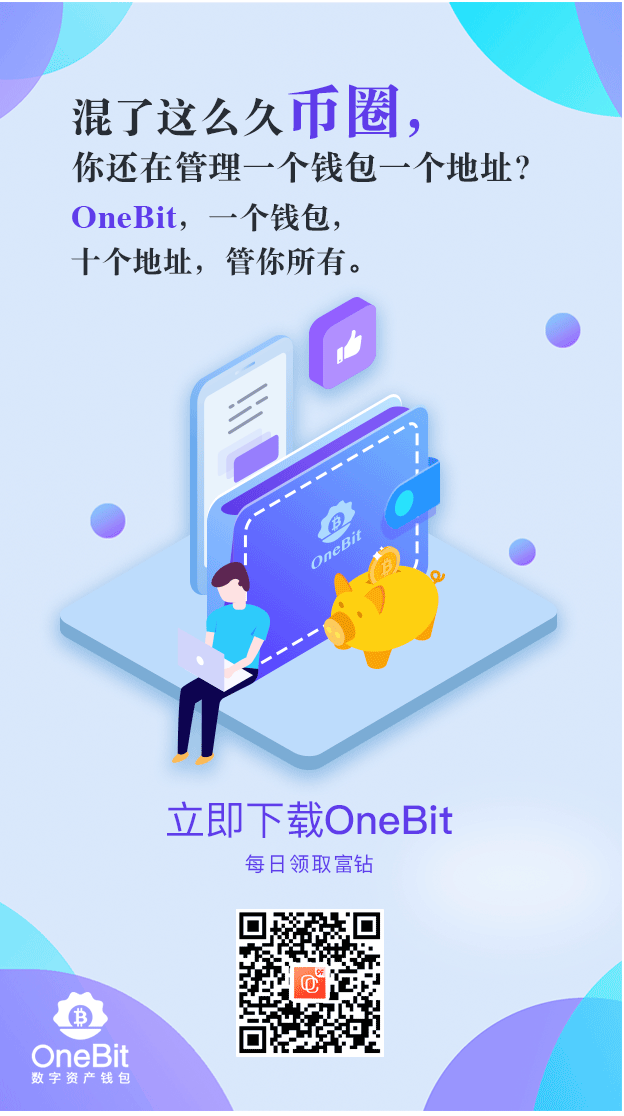 混了这么久币圈，
你还在管理一个钱包一个地址？
OneBit，一个钱包，
十个地址，管你所有。
OneBit
立即下载OneBit
每日领取富钻
OneBit
数字资产钱包